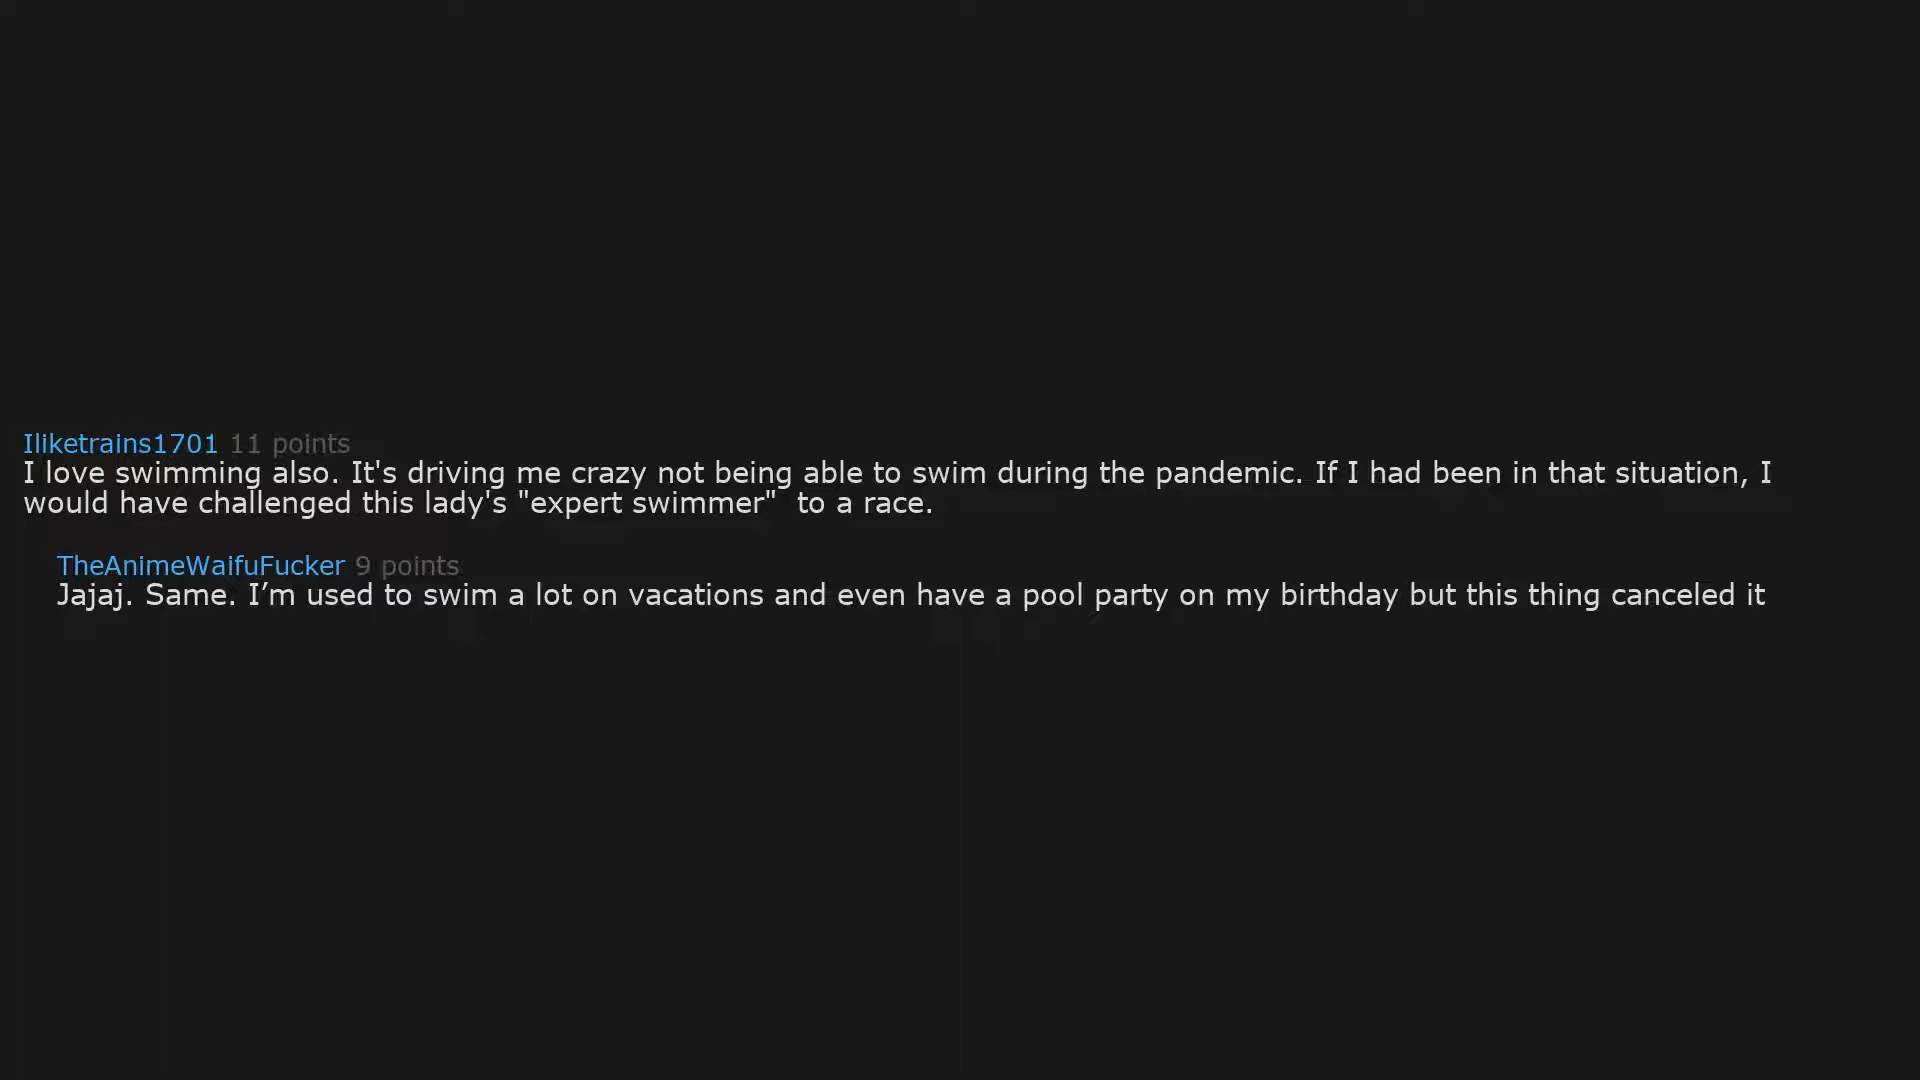 Iliketrains1701 11 points
I love swimming also. It's driving me crazy not being able to swim during the pandemic. If I had been in that situation, I
would have challenged this lady's "expert swimmer"  to a race.
TheAnimeWaifuFucker 9 points
Jajaj. Same. I’m used to swim a lot on vacations and even have a pool party on my birthday but this thing canceled it